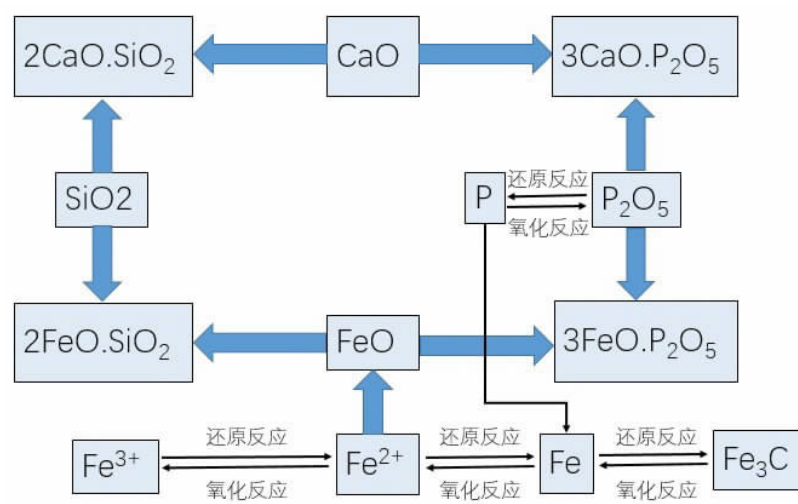 2CaO.SiO₂
CaO
3CaO.P₂O₅
SiO2
P
还原反应
氧化反应
P₂O₅
2FeO.SiO₂
FeO
3FeO.P₂O₅
Fe³⁺
还原反应
氧化反应
Fe²⁺
还原反应
氧化反应
Fe
还原反应
氧化反应
Fe₃C